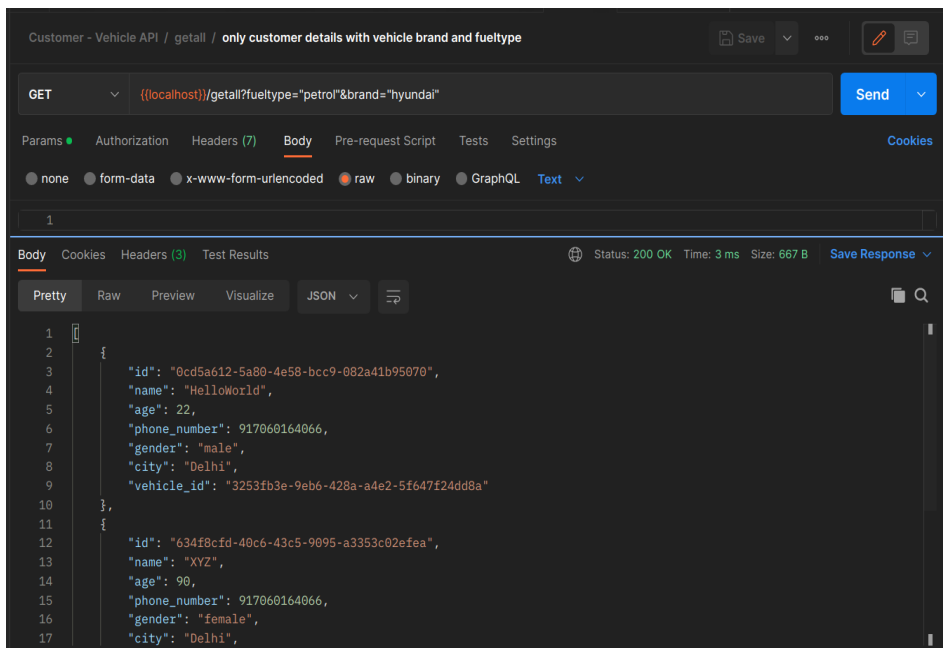 Customer - Vehicle API / getall / only customer details with vehicle brand and fueltype
Save
GET {{localhost}}/getall?fueltype="petrol"&brand="hyundai" Send
Params Authorization Headers (7) Body Pre-request Script Tests Settings Cookies
none form-data x-www-form-urlencoded raw binary GraphQL Text
1
Body Cookies Headers (3) Test Results Status: 200 OK Time: 3 ms Size: 667 B Save Response
Pretty Raw Preview Visualize JSON
1 [
2 {
3 "id": "0cd5a612-5a80-4e58-bcc9-082a41b95070",
4 "name": "HelloWorld",
5 "age": 22,
6 "phone_number": 917060164066,
7 "gender": "male",
8 "city": "Delhi",
9 "vehicle_id": "3253fb3e-9eb6-428a-a4e2-5f647f24dd8a"
10 },
11 {
12 "id": "634f8cfd-40c6-43c5-9095-a3353c02efea",
13 "name": "XYZ",
14 "age": 90,
15 "phone_number": 917060164066,
16 "gender": "female",
17 "city": "Delhi",